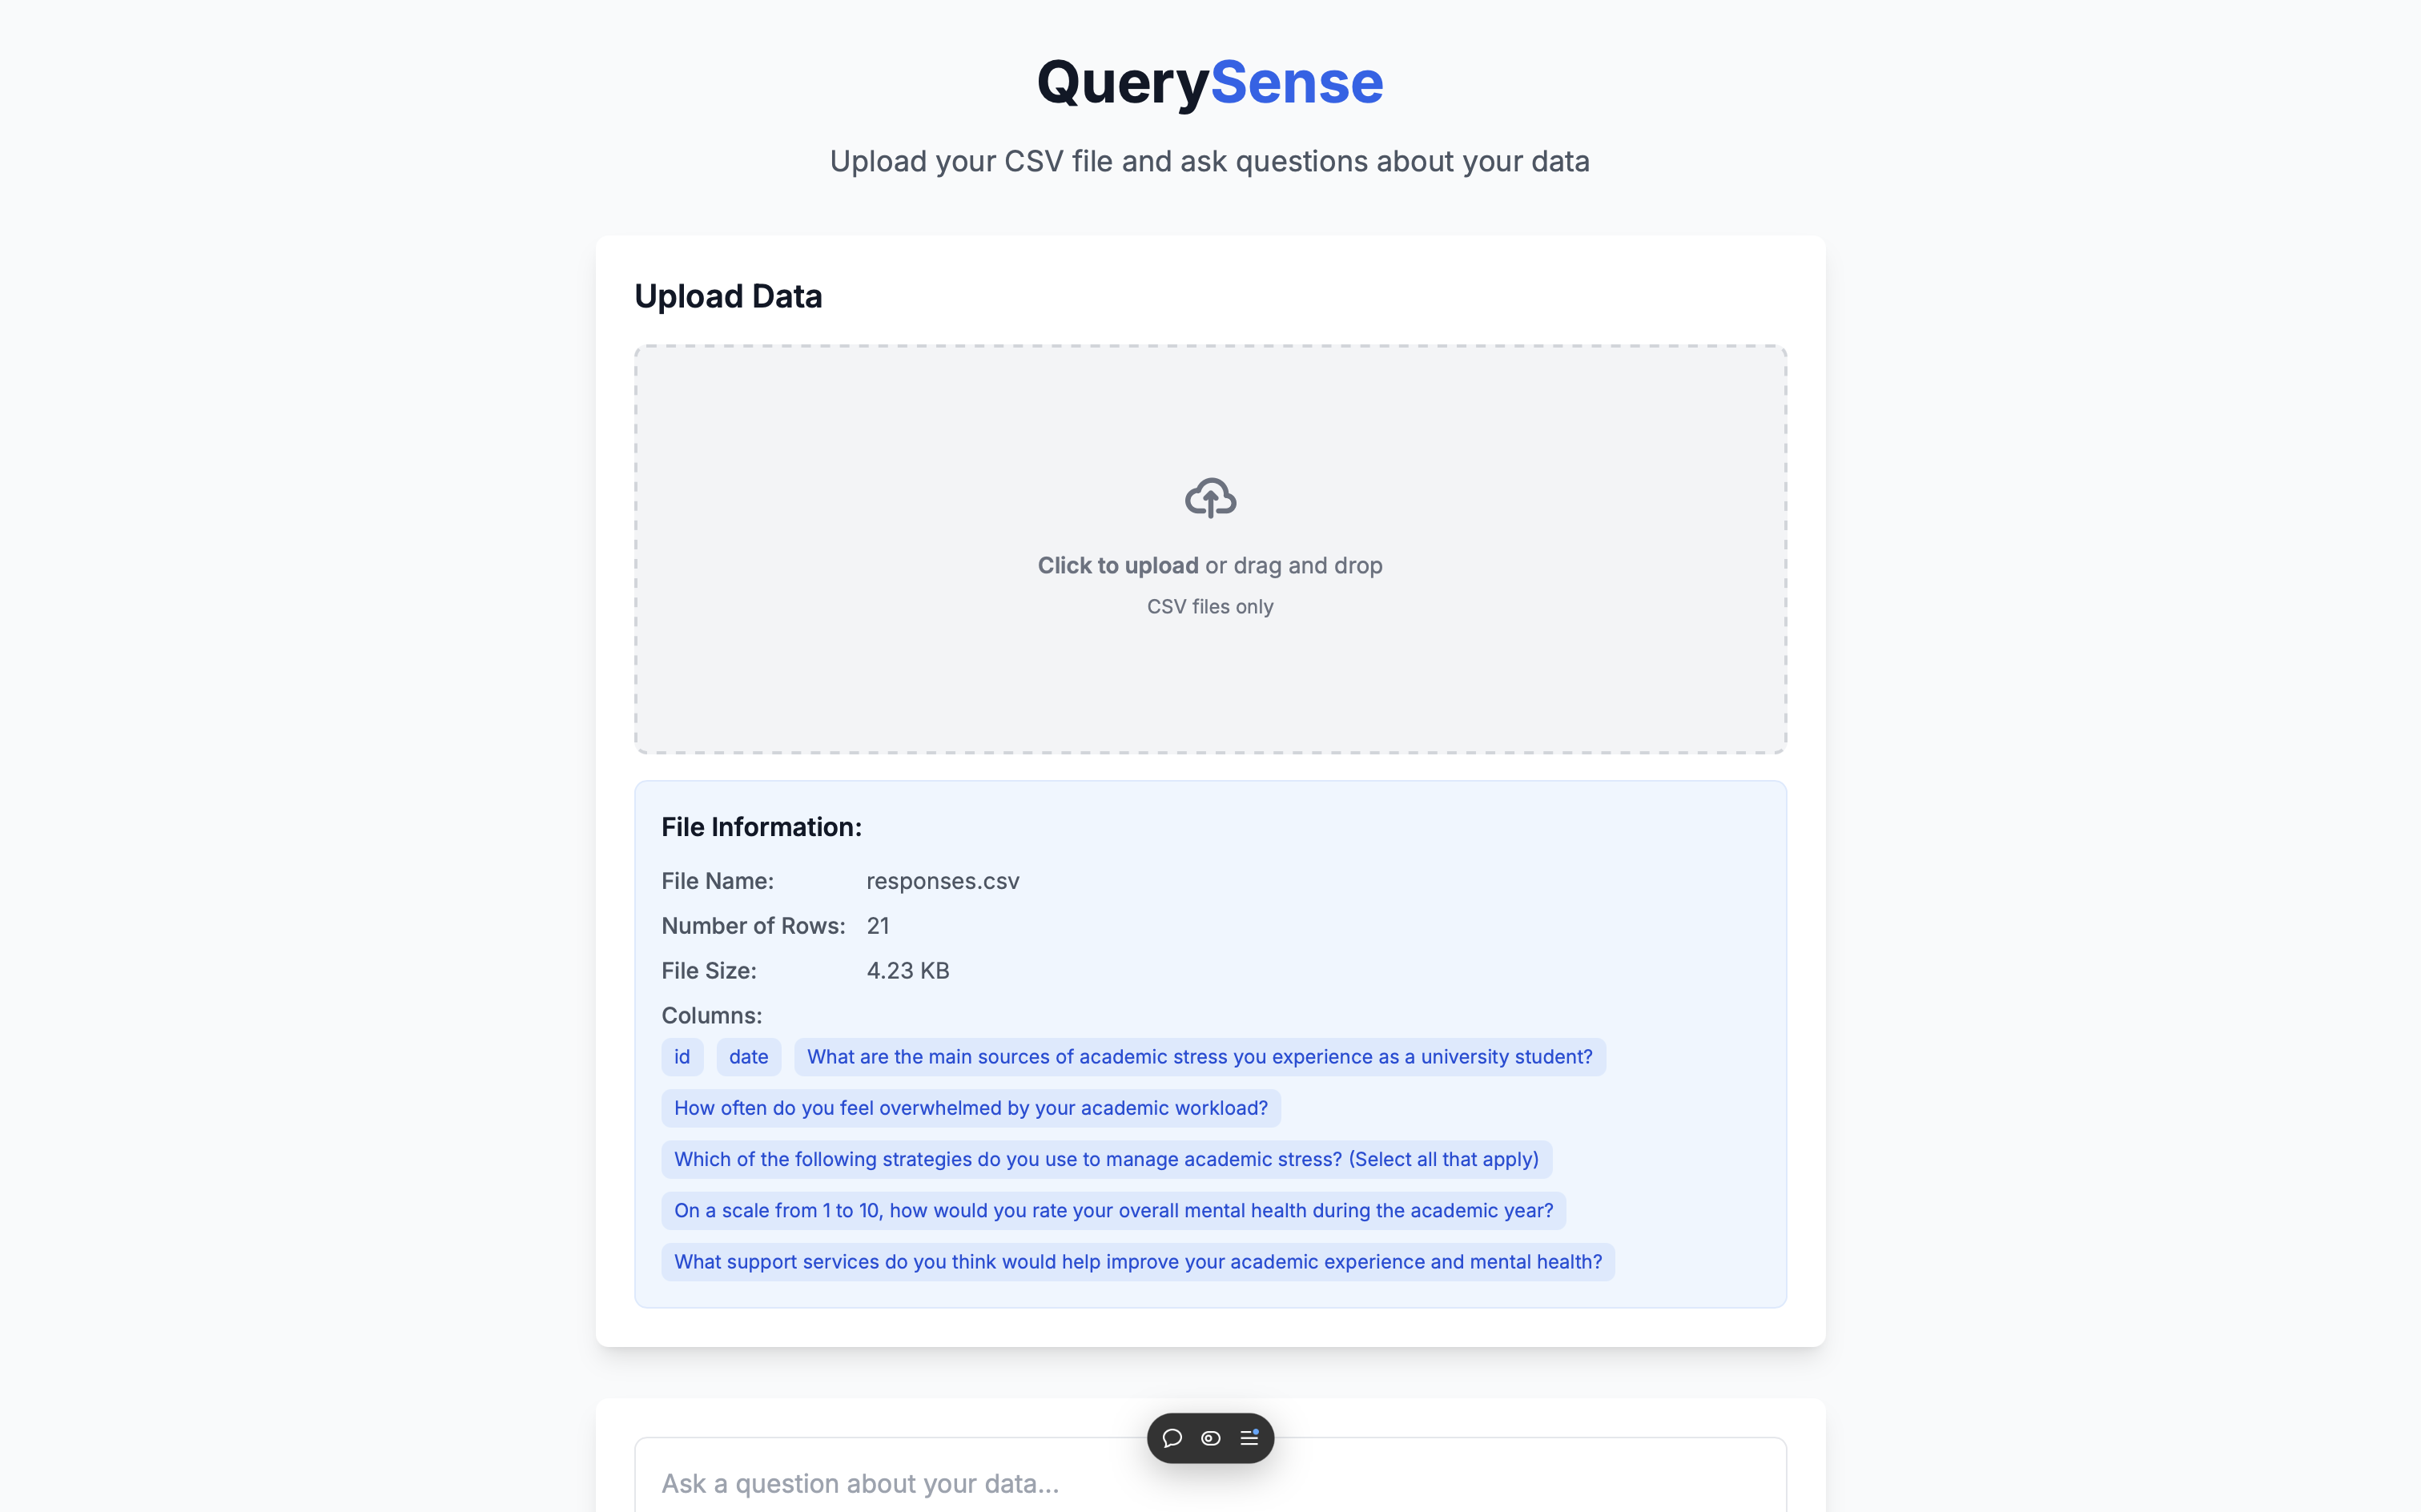 QuerySense
Upload your CSV file and ask questions about your data
Upload Data
Click to upload or drag and drop
CSV files only
File Information:
File Name: responses.csv
Number of Rows: 21
File Size: 4.23 KB
Columns:
id date What are the main sources of academic stress you experience as a university student?
How often do you feel overwhelmed by your academic workload?
Which of the following strategies do you use to manage academic stress? (Select all that apply)
On a scale from 1 to 10, how would you rate your overall mental health during the academic year?
What support services do you think would help improve your academic experience and mental health?
Ask a question about your data...